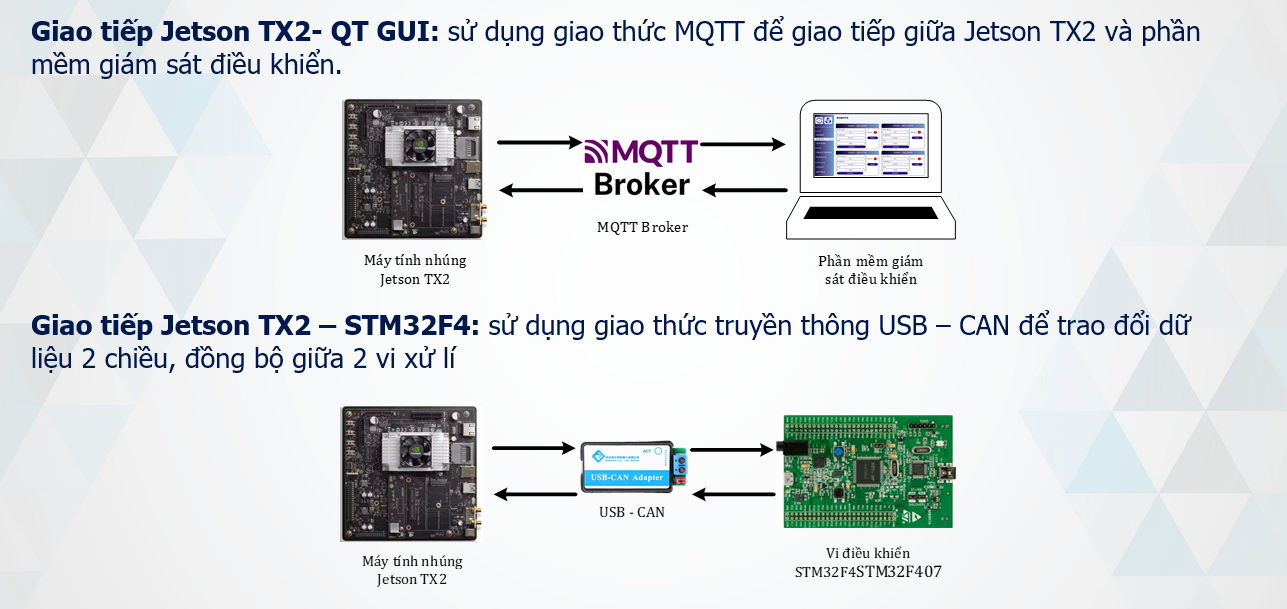 Giao tiếp Jetson TX2- QT GUI: sử dụng giao thức MQTT để giao tiếp giữa Jetson TX2 và phần
mềm giám sát điều khiển.
MQTT
Broker
MQTT Broker
Máy tính nhúng
Jetson TX2
Phần mềm giám
sát điều khiển
Giao tiếp Jetson TX2 – STM32F4: sử dụng giao thức truyền thông USB – CAN để trao đổi dữ
liệu 2 chiều, đồng bộ giữa 2 vi xử lí
ACT
USB-CAN Adapter
USB - CAN
Máy tính nhúng
Jetson TX2
Vi điều khiển
STM32F4STM32F407